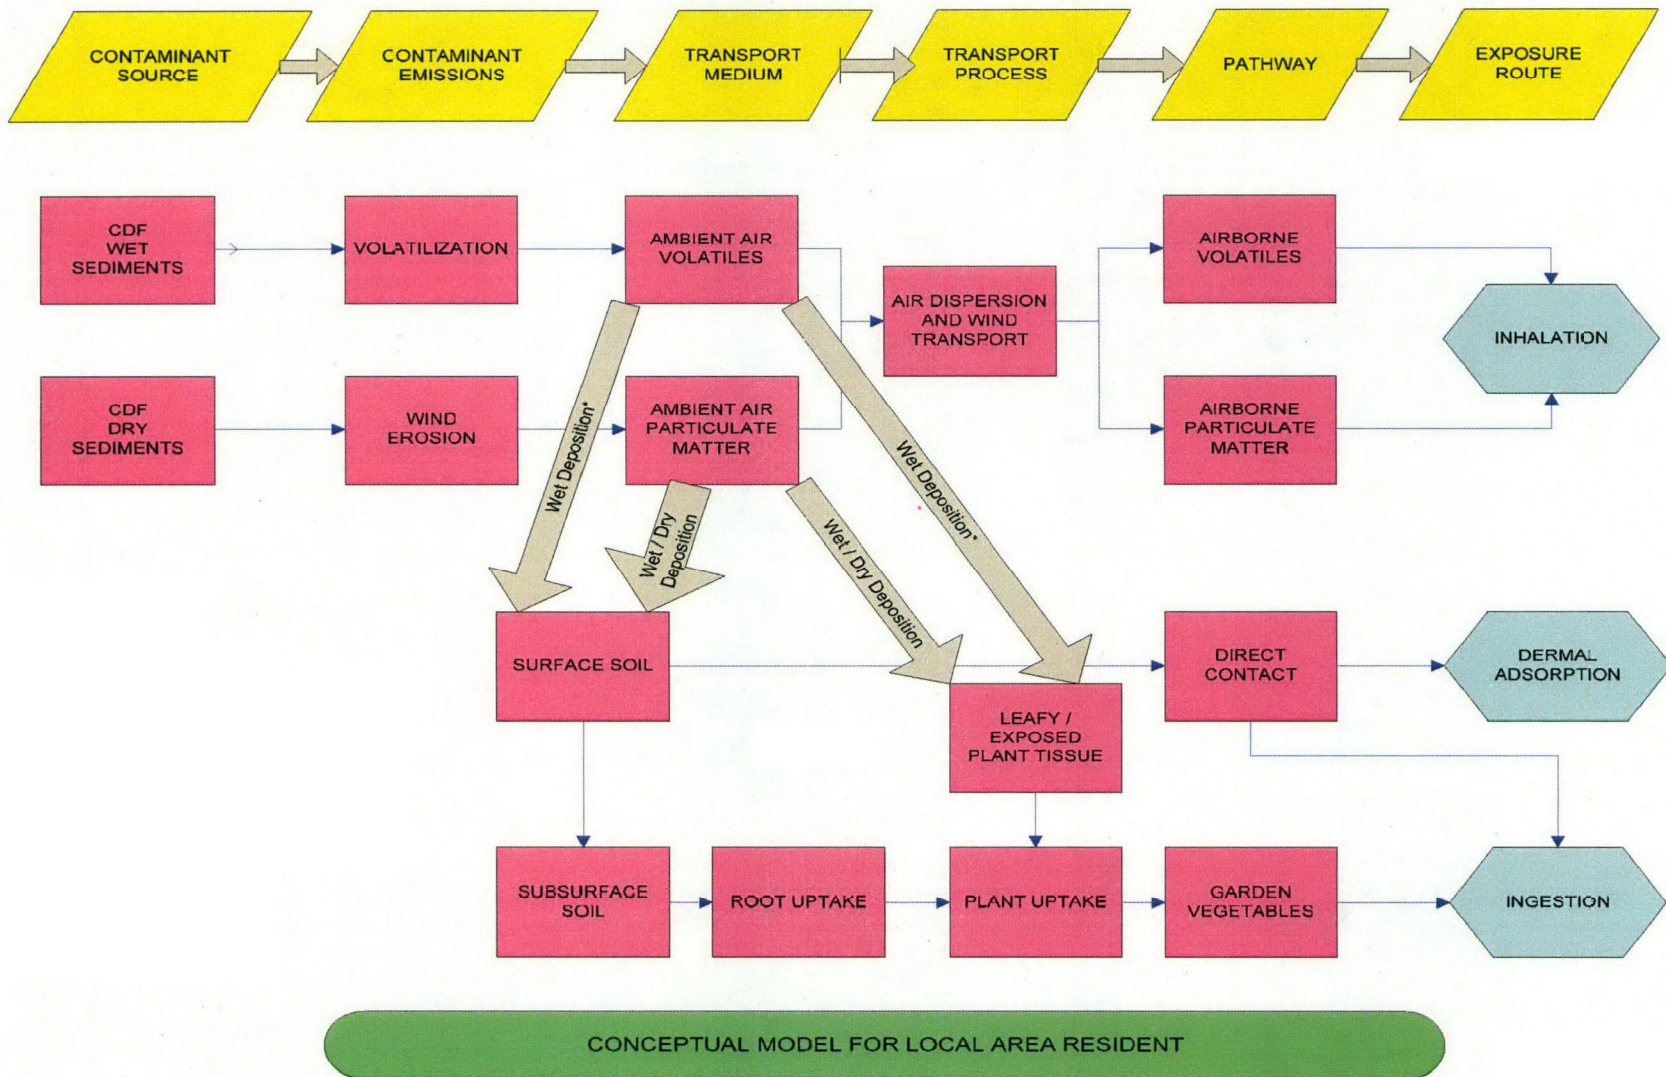 CONTAMINANT
SOURCE
CONTAMINANT
EMISSIONS
TRANSPORT
MEDIUM
TRANSPORT
PROCESS
PATHWAY
EXPOSURE
ROUTE
CDF
WET
SEDIMENTS
VOLATILIZATION
AMBIENT AIR
VOLATILES
AIR DISPERSION
AND WIND
TRANSPORT
AIRBORNE
VOLATILES
INHALATION
CDF
DRY
SEDIMENTS
WIND
EROSION
AMBIENT AIR
PARTICULATE
MATTER
AIRBORNE
PARTICULATE
MATTER
Wet Deposition*
Wet / Dry
Deposition
Wet / Dry Deposition
Wet Deposition*
SURFACE SOIL
LEAFY /
EXPOSED
PLANT TISSUE
DIRECT
CONTACT
DERMAL
ADSORPTION
SUBSURFACE
SOIL
ROOT UPTAKE
PLANT UPTAKE
GARDEN
VEGETABLES
INGESTION
CONCEPTUAL MODEL FOR LOCAL AREA RESIDENT